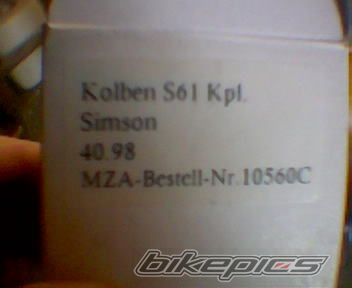 Kolben S61 Kpl.
Simson
40.98
MZA-Bestell-Nr.10560C
bikepics